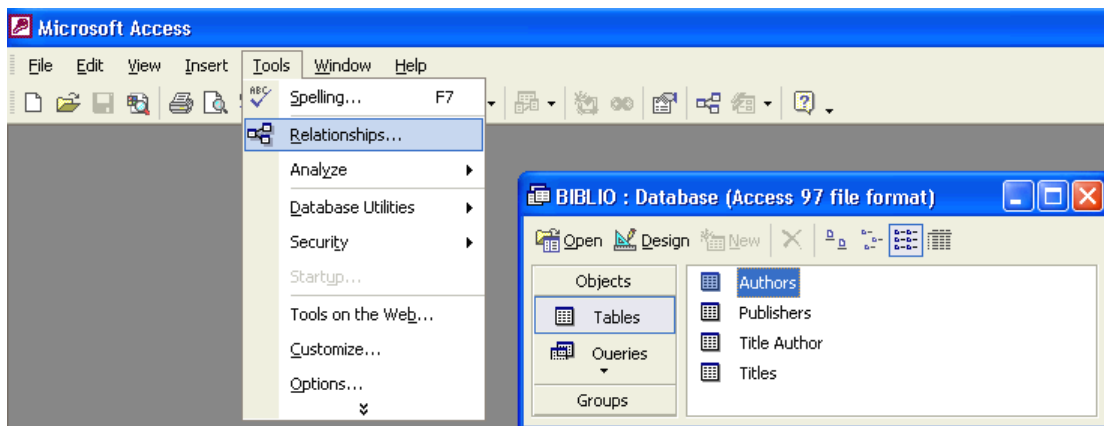 Microsoft Access
File Edit View Insert Tools Window Help
ABC
Spelling... F7
Relationships...
Analyze
Database Utilities
Security
Startup...
Tools on the Web...
Customize...
Options...
BIBLIO : Database (Access 97 file format)
Open Design New
Objects
Tables
Queries
Groups
Authors
Publishers
Title Author
Titles